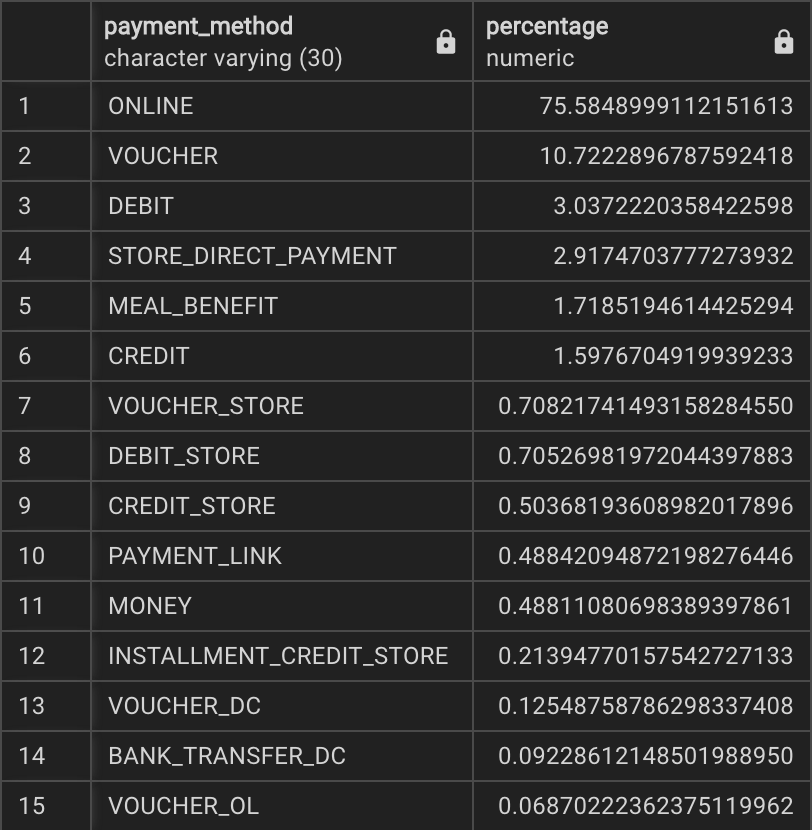 payment_method percentage
character varying (30) numeric
1 ONLINE 75.5848999112151613
2 VOUCHER 10.7222896787592418
3 DEBIT 3.0372220358422598
4 STORE_DIRECT_PAYMENT 2.9174703777273932
5 MEAL_BENEFIT 1.7185194614425294
6 CREDIT 1.5976704919939233
7 VOUCHER_STORE 0.70821741493158284550
8 DEBIT_STORE 0.70526981972044397883
9 CREDIT_STORE 0.50368193608982017896
10 PAYMENT_LINK 0.48842094872198276446
11 MONEY 0.48811080698389397861
12 INSTALLMENT_CREDIT_STORE 0.21394770157542727133
13 VOUCHER_DC 0.12548758786298337408
14 BANK_TRANSFER_DC 0.09228612148501988950
15 VOUCHER_OL 0.06870222362375119962